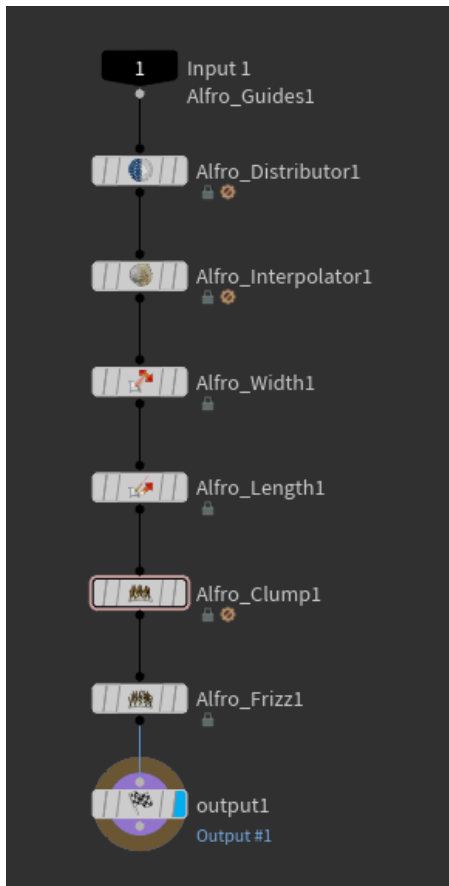 1
Input 1
Alfro_Guides1
Alfro_Distributor1
Alfro_Interpolator1
Alfro_Width1
Alfro_Length1
Alfro_Clump1
Alfro_Frizz1
output1
Output #1